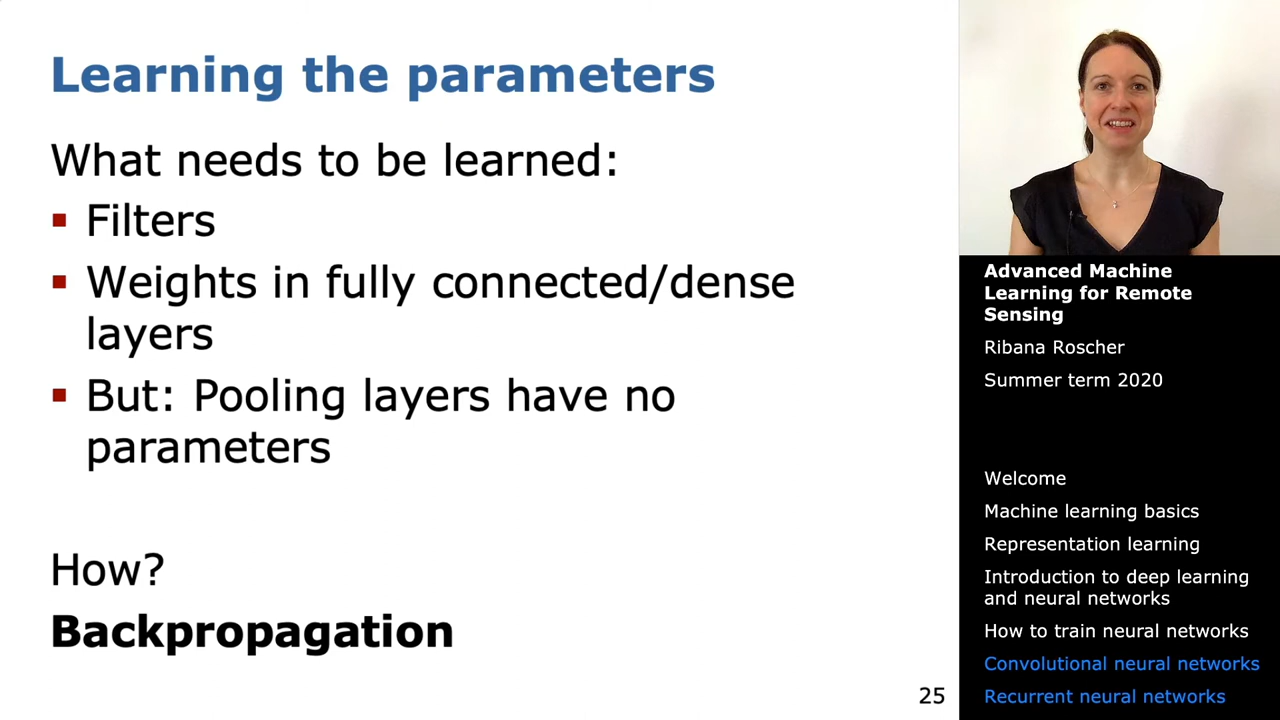 Learning the parameters
What needs to be learned:
▪ Filters
▪ Weights in fully connected/dense
layers
▪ But: Pooling layers have no
parameters
How?
Backpropagation
25
Advanced Machine
Learning for Remote
Sensing
Ribana Roscher
Summer term 2020
Welcome
Machine learning basics
Representation learning
Introduction to deep learning
and neural networks
How to train neural networks
Convolutional neural networks
Recurrent neural networks